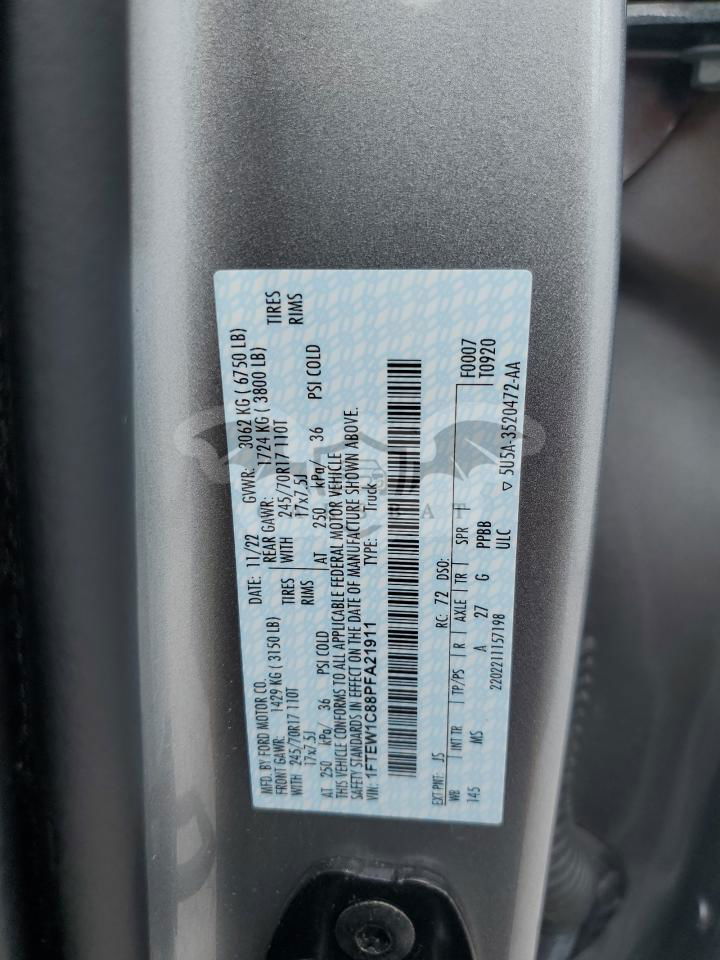 MFD. BY FORD MOTOR CO. DATE: 11/22 GVWR: 3062 KG ( 6750 LB)
FRONT GAWR: 1429 KG ( 3150 LB) REAR GAWR: 1724 KG ( 3800 LB)
WITH 245/70R17 110T TIRES WITH 245/70R17 110T TIRES
17x7.5J RIMS 17x7.5J RIMS
AT 250 kPa/ 36 PSI COLD AT 250 kPa/ 36 PSI COLD
THIS VEHICLE CONFORMS TO ALL APPLICABLE FEDERAL MOTOR VEHICLE
SAFETY STANDARDS IN EFFECT ON THE DATE OF MANUFACTURE SHOWN ABOVE.
VIN: 1FTEW1C88PFA21911 TYPE: Truck
EXT PNT: JS RC: 72 DSO: F0007
WB INT TR TP/PS R AXLE TR SPR T0920
145 MS A 27 G PPBB
2202211157198 ULC
▽ 5U5A-3520472-AA